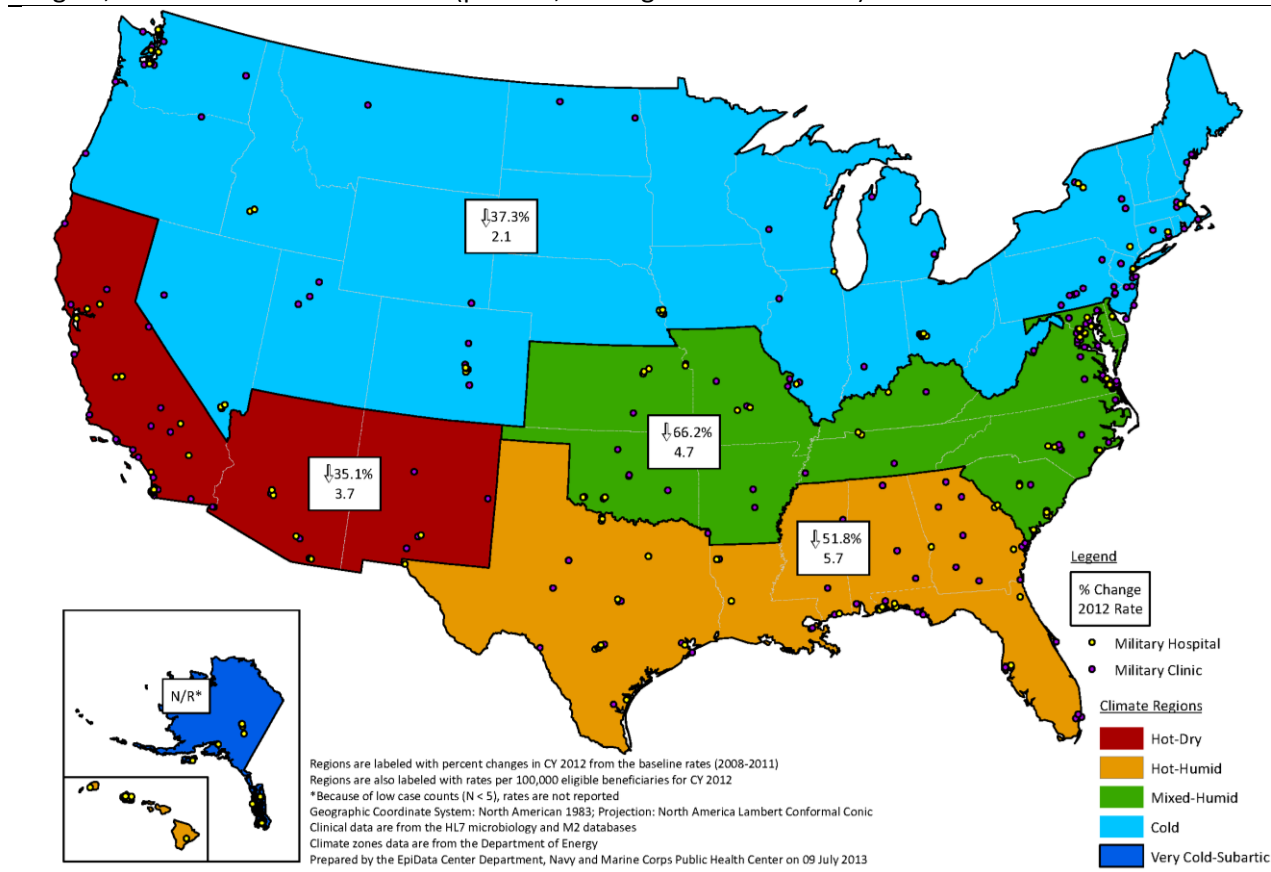 37.3%
2.1
66.2%
4.7
35.1%
3.7
51.8%
5.7
Legend
% Change
2012 Rate
Military Hospital
Military Clinic
N/R*
Climate Regions
Hot-Dry
Hot-Humid
Mixed-Humid
Cold
Very Cold-Subartic
Regions are labeled with percent changes in CY 2012 from the baseline rates (2008-2011)
Regions are also labeled with rates per 100,000 eligible beneficiaries for CY 2012
*Because of low case counts (N < 5), rates are not reported
Geographic Coordinate System: North American 1983; Projection: North America Lambert Conformal Conic
Clinical data are from the HL7 microbiology and M2 databases
Climate zones data are from the Department of Energy
Prepared by the EpiData Center Department, Navy and Marine Corps Public Health Center on 09 July 2013